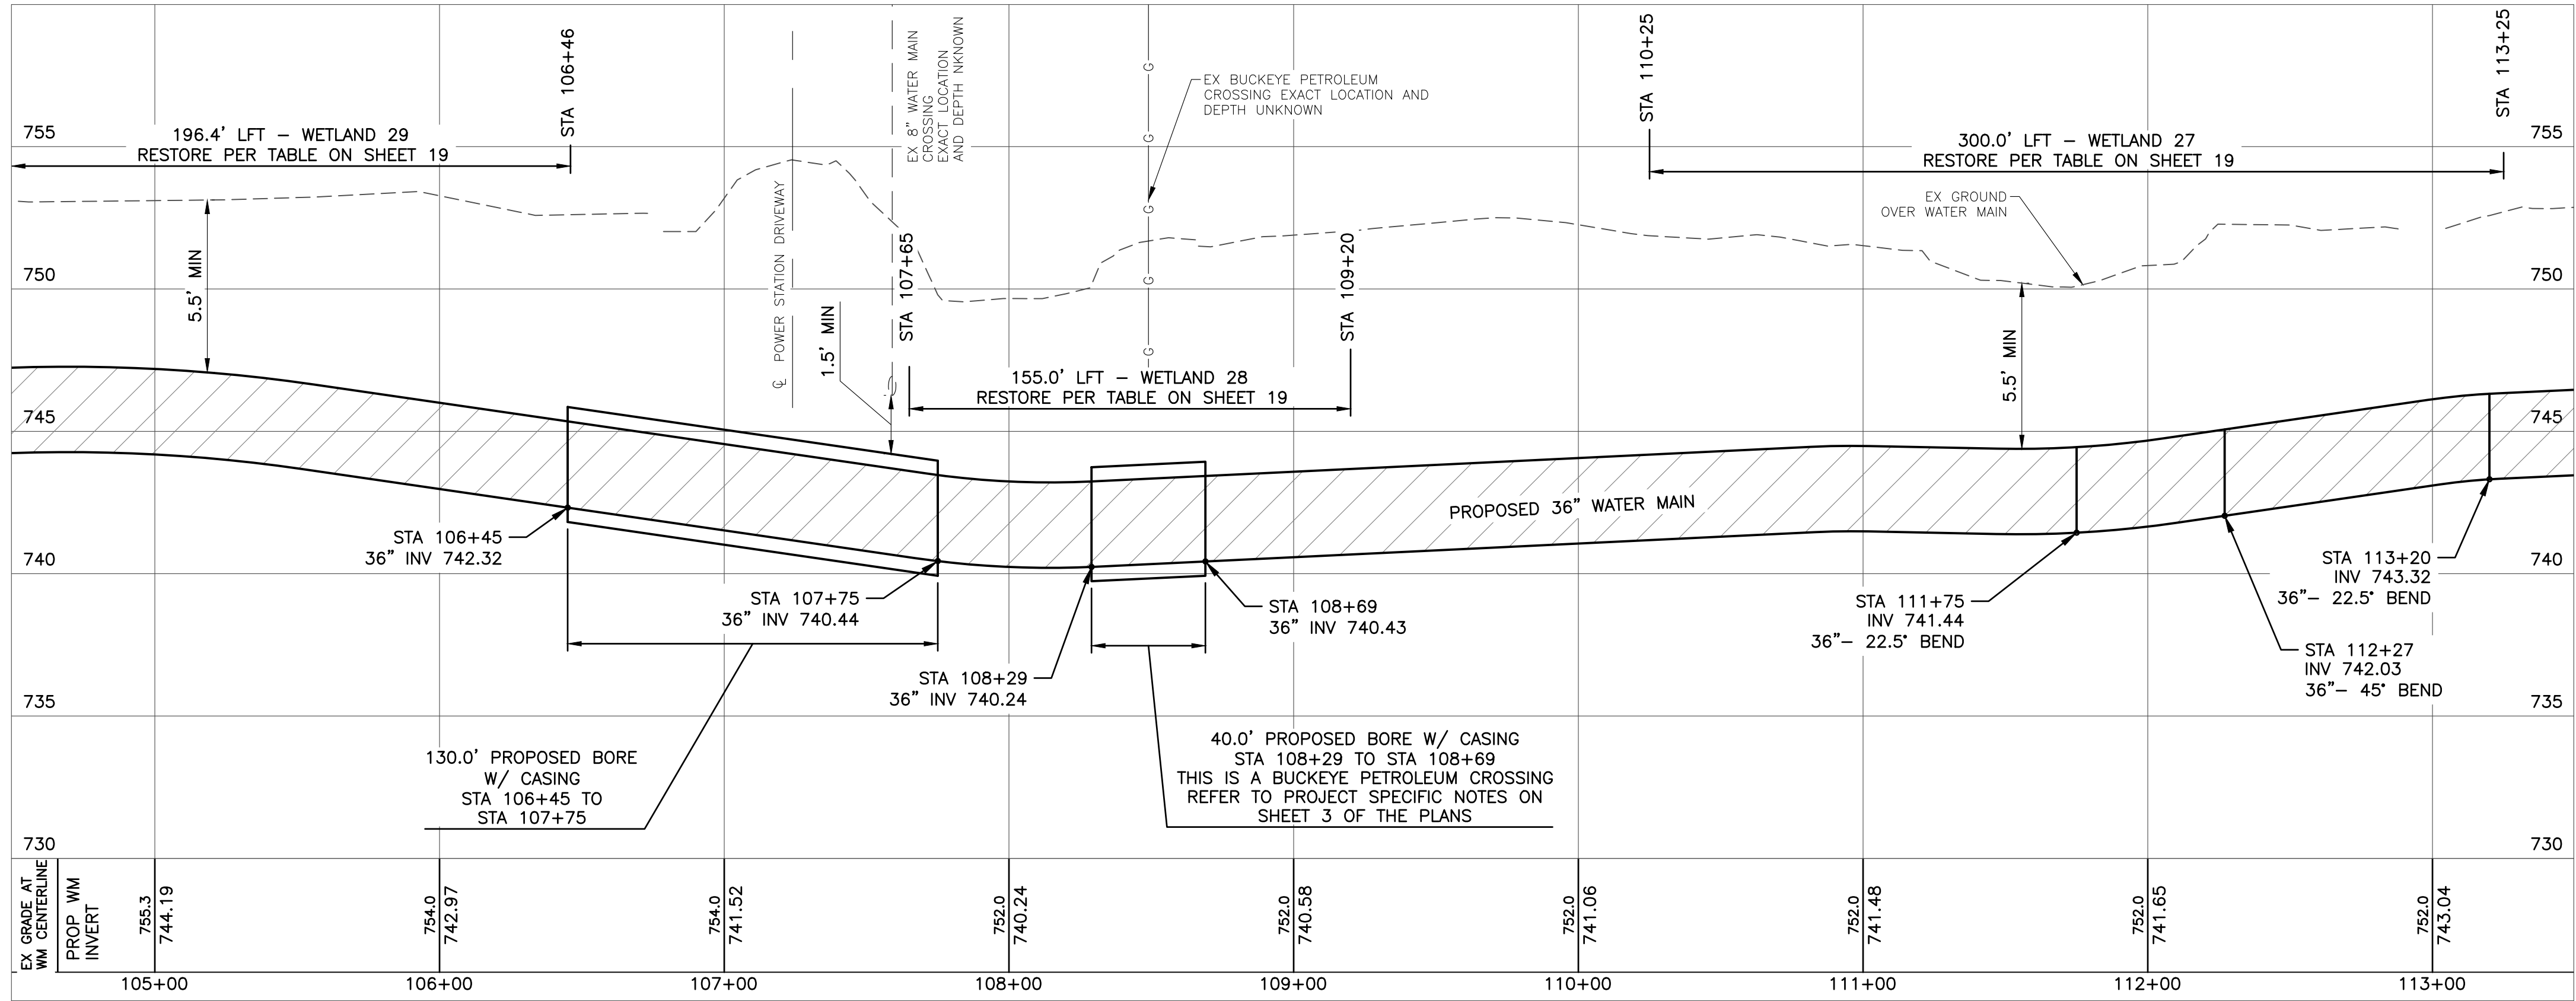 STA 106+46
EX 8" WATER MAIN
CROSSING
EXACT LOCATION
AND DEPTH NKNOWN
EX BUCKEYE PETROLEUM
CROSSING EXACT LOCATION AND
DEPTH UNKNOWN
STA 110+25
STA 113+25
755
196.4' LFT – WETLAND 29
RESTORE PER TABLE ON SHEET 19
300.0' LFT – WETLAND 27
RESTORE PER TABLE ON SHEET 19
755
G
G
G
G
G
EX GROUND
OVER WATER MAIN
5.5' MIN
℄ POWER STATION DRIVEWAY
STA 107+65
STA 109+20
750
750
1.5' MIN
5.5' MIN
155.0' LFT – WETLAND 28
RESTORE PER TABLE ON SHEET 19
745
745
PROPOSED 36" WATER MAIN
STA 106+45
36" INV 742.32
740
740
STA 107+75
36" INV 740.44
STA 108+69
36" INV 740.43
STA 111+75
INV 741.44
36"– 22.5° BEND
STA 113+20
INV 743.32
36"– 22.5° BEND
STA 108+29
36" INV 740.24
STA 112+27
INV 742.03
36"– 45° BEND
735
735
130.0' PROPOSED BORE
W/ CASING
STA 106+45 TO
STA 107+75
40.0' PROPOSED BORE W/ CASING
STA 108+29 TO STA 108+69
THIS IS A BUCKEYE PETROLEUM CROSSING
REFER TO PROJECT SPECIFIC NOTES ON
SHEET 3 OF THE PLANS
730
730
EX GRADE AT
WM CENTERLINE
PROP WM
INVERT
755.3
744.19
754.0
742.97
754.0
741.52
752.0
740.24
752.0
740.58
752.0
741.06
752.0
741.48
752.0
741.65
752.0
743.04
105+00
106+00
107+00
108+00
109+00
110+00
111+00
112+00
113+00